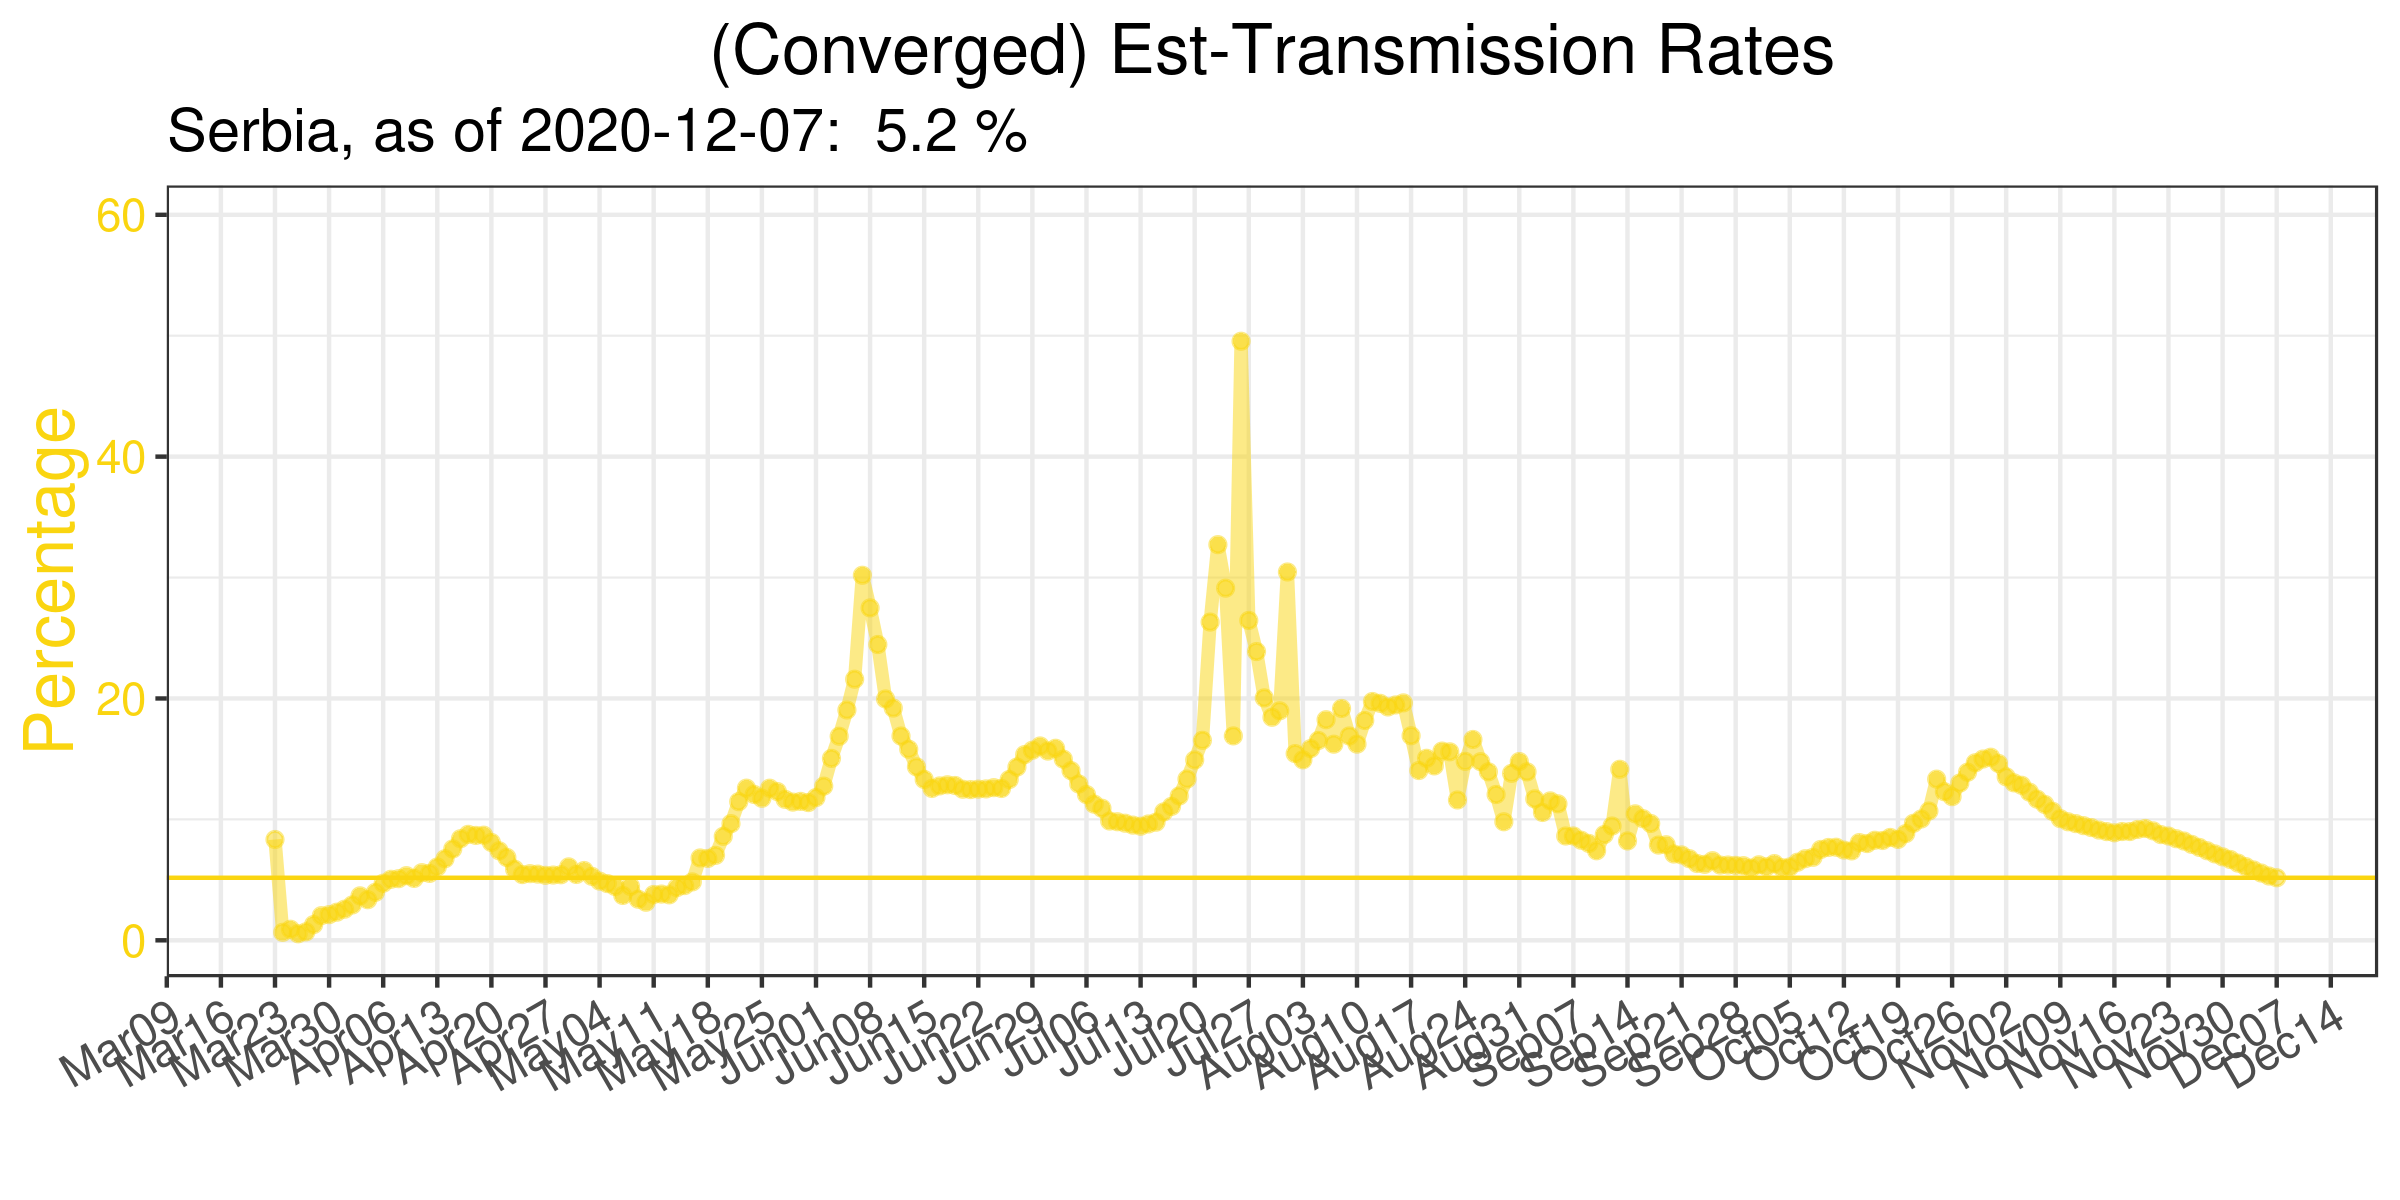 (Converged) Est-Transmission Rates
Serbia, as of 2020-12-07:  5.2 %
Percentage
60
40
20
0
Mar09
Mar16
Mar23
Mar30
Apr06
Apr13
Apr20
Apr27
May04
May11
May18
May25
Jun01
Jun08
Jun15
Jun22
Jun29
Jul06
Jul13
Jul20
Jul27
Aug03
Aug10
Aug17
Aug24
Aug31
Sep07
Sep14
Sep21
Sep28
Oct05
Oct12
Oct19
Oct26
Nov02
Nov09
Nov16
Nov23
Nov30
Dec07
Dec14